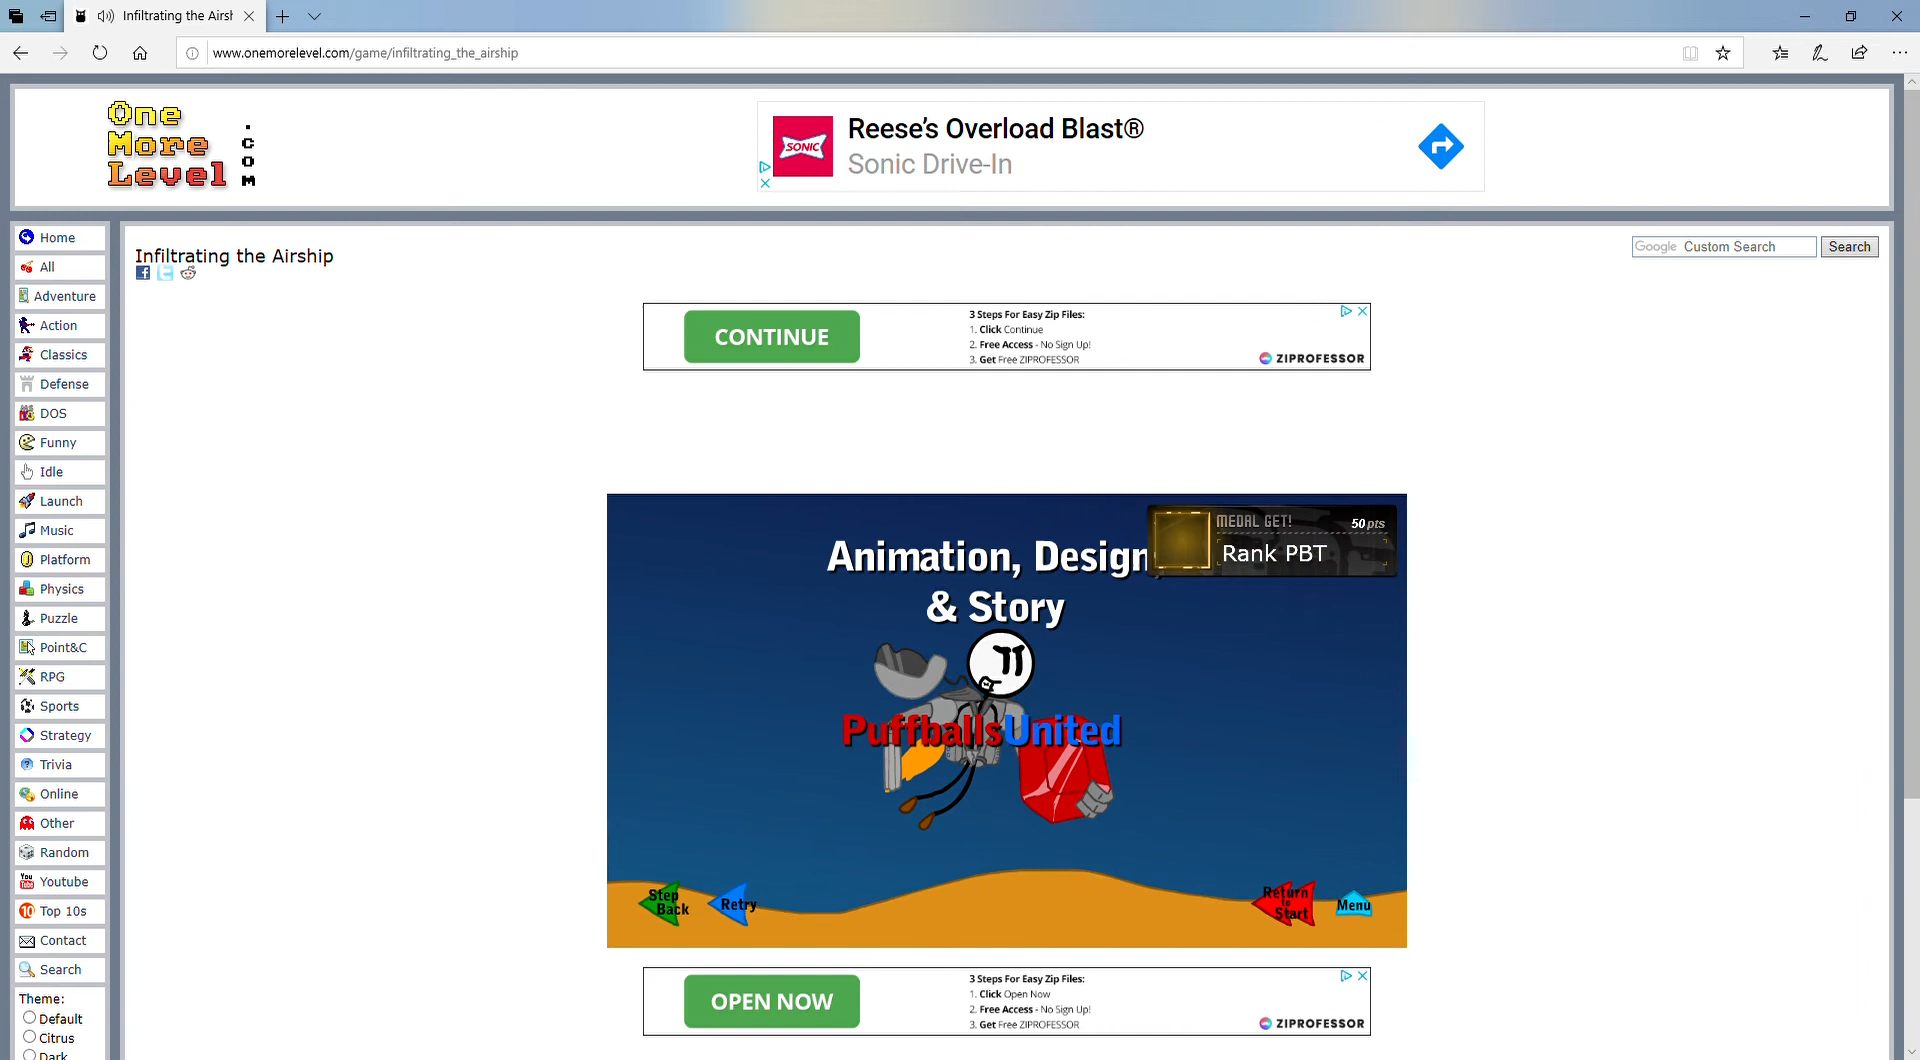 Infiltrating the Airsh
www.onemorelevel.com/game/infiltrating_the_airship
One
More
Level
.com
Reese's Overload Blast®
SONIC
Sonic Drive-In
Home
All
Adventure
Action
Classics
Defense
DOS
Funny
Idle
Launch
Music
Platform
Physics
Puzzle
Point&C
RPG
Sports
Strategy
Trivia
Online
Other
Random
Youtube
Top 10s
Contact
Search
Theme:
Default
Citrus
Dark
Infiltrating the Airship
Google Custom Search
Search
CONTINUE
3 Steps For Easy Zip Files:
1. Click Continue
2. Free Access - No Sign Up!
3. Get Free ZIPROFESSOR
ZIPROFESSOR
MEDAL GET!
50 pts
Rank PBT
Animation, Design,
& Story
PuffballsUnited
Step
Back
Retry
Return
to
Start
Menu
OPEN NOW
3 Steps For Easy Zip Files:
1. Click Open Now
2. Free Access - No Sign Up!
3. Get Free ZIPROFESSOR
ZIPROFESSOR